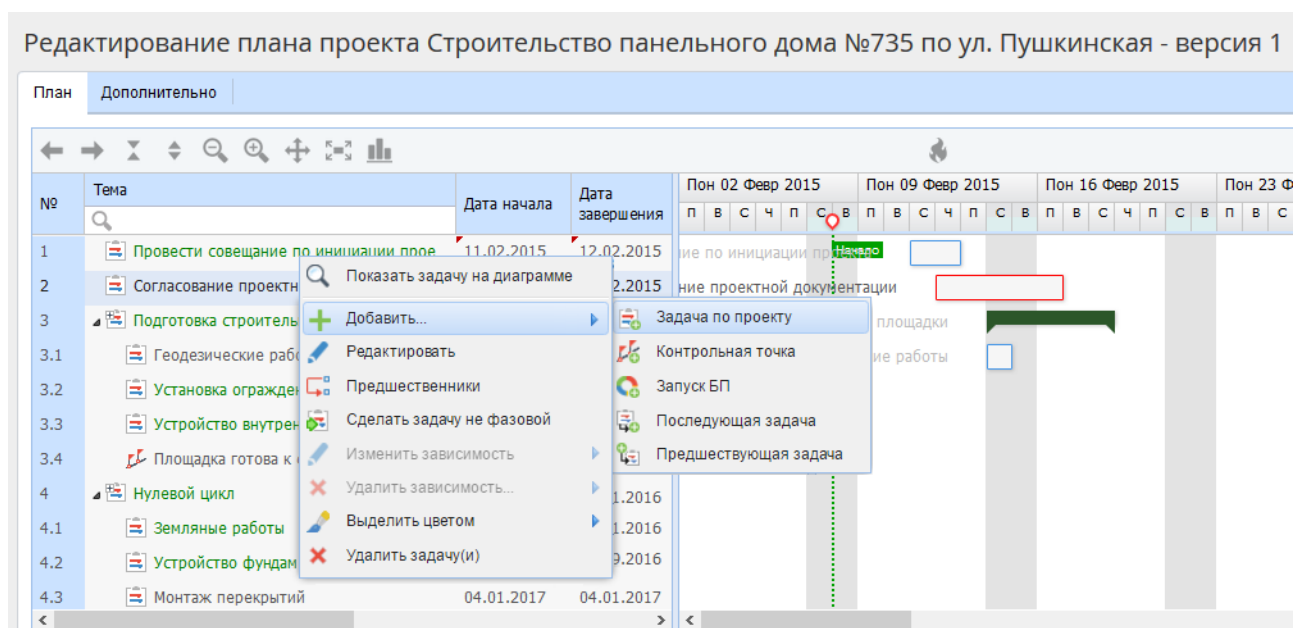 Редактирование плана проекта Строительство панельного дома №735 по ул. Пушкинская - версия 1
План Дополнительно
№ Тема Дата начала Дата завершения
Пон 02 Февр 2015 Пон 09 Февр 2015 Пон 16 Февр 2015 Пон 23 Ф
П В С Ч П С В П В С Ч П С В П В С Ч П С В П В С
1 Провести совещание по инициации прое 11.02.2015 12.02.2015 ие по инициации Начало
2 Согласование проектн 2.2015 ние проектной документации
Показать задачу на диаграмме
3 Подготовка строитель площадки
Добавить...
Задача по проекту
3.1 Геодезические рабо ие работы
Редактировать
Контрольная точка
3.2 Установка огражде
Предшественники
Запуск БП
3.3 Устройство внутрен
Сделать задачу не фазовой
Последующая задача
3.4 Площадка готова к
Изменить зависимость
Предшествующая задача
4 Нулевой цикл 1.2016
Удалить зависимость...
4.1 Земляные работы 1.2016
Выделить цветом
4.2 Устройство фундам 9.2016
Удалить задачу(и)
4.3 Монтаж перекрытий 04.01.2017 04.01.2017